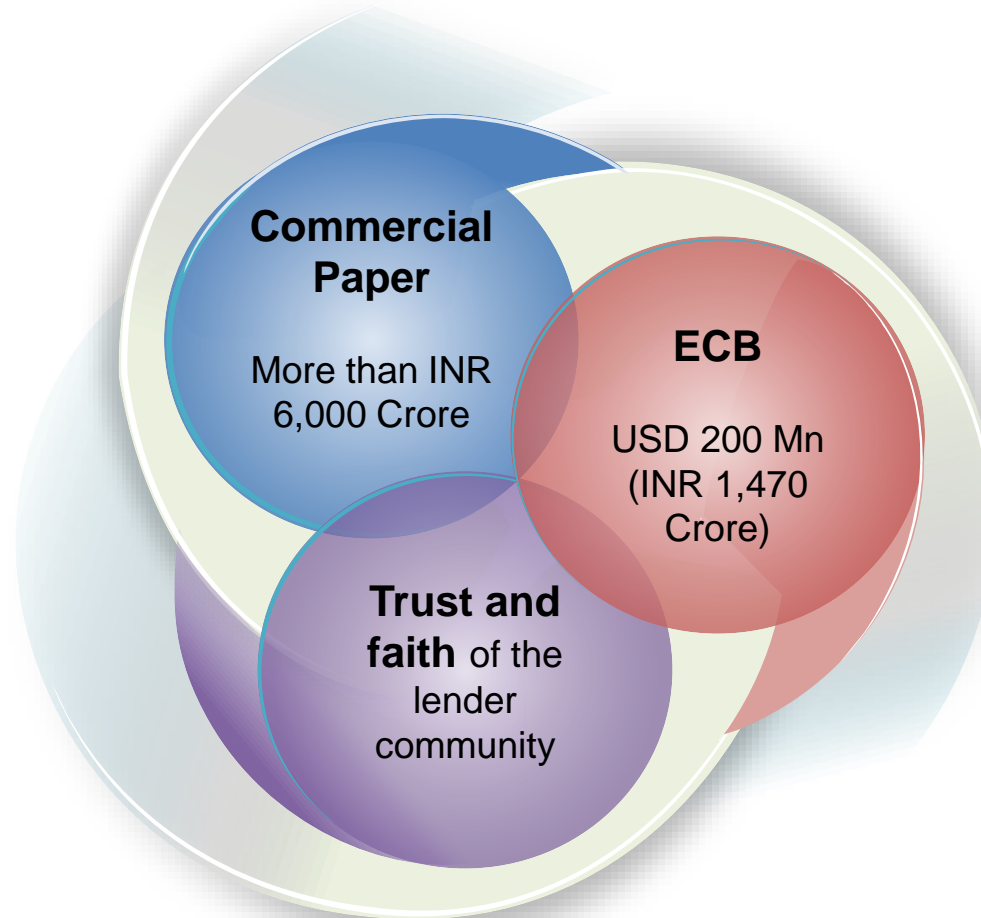 Commercial
Paper
More than INR
6,000 Crore
ECB
USD 200 Mn
(INR 1,470
Crore)
Trust and
faith of the
lender
community